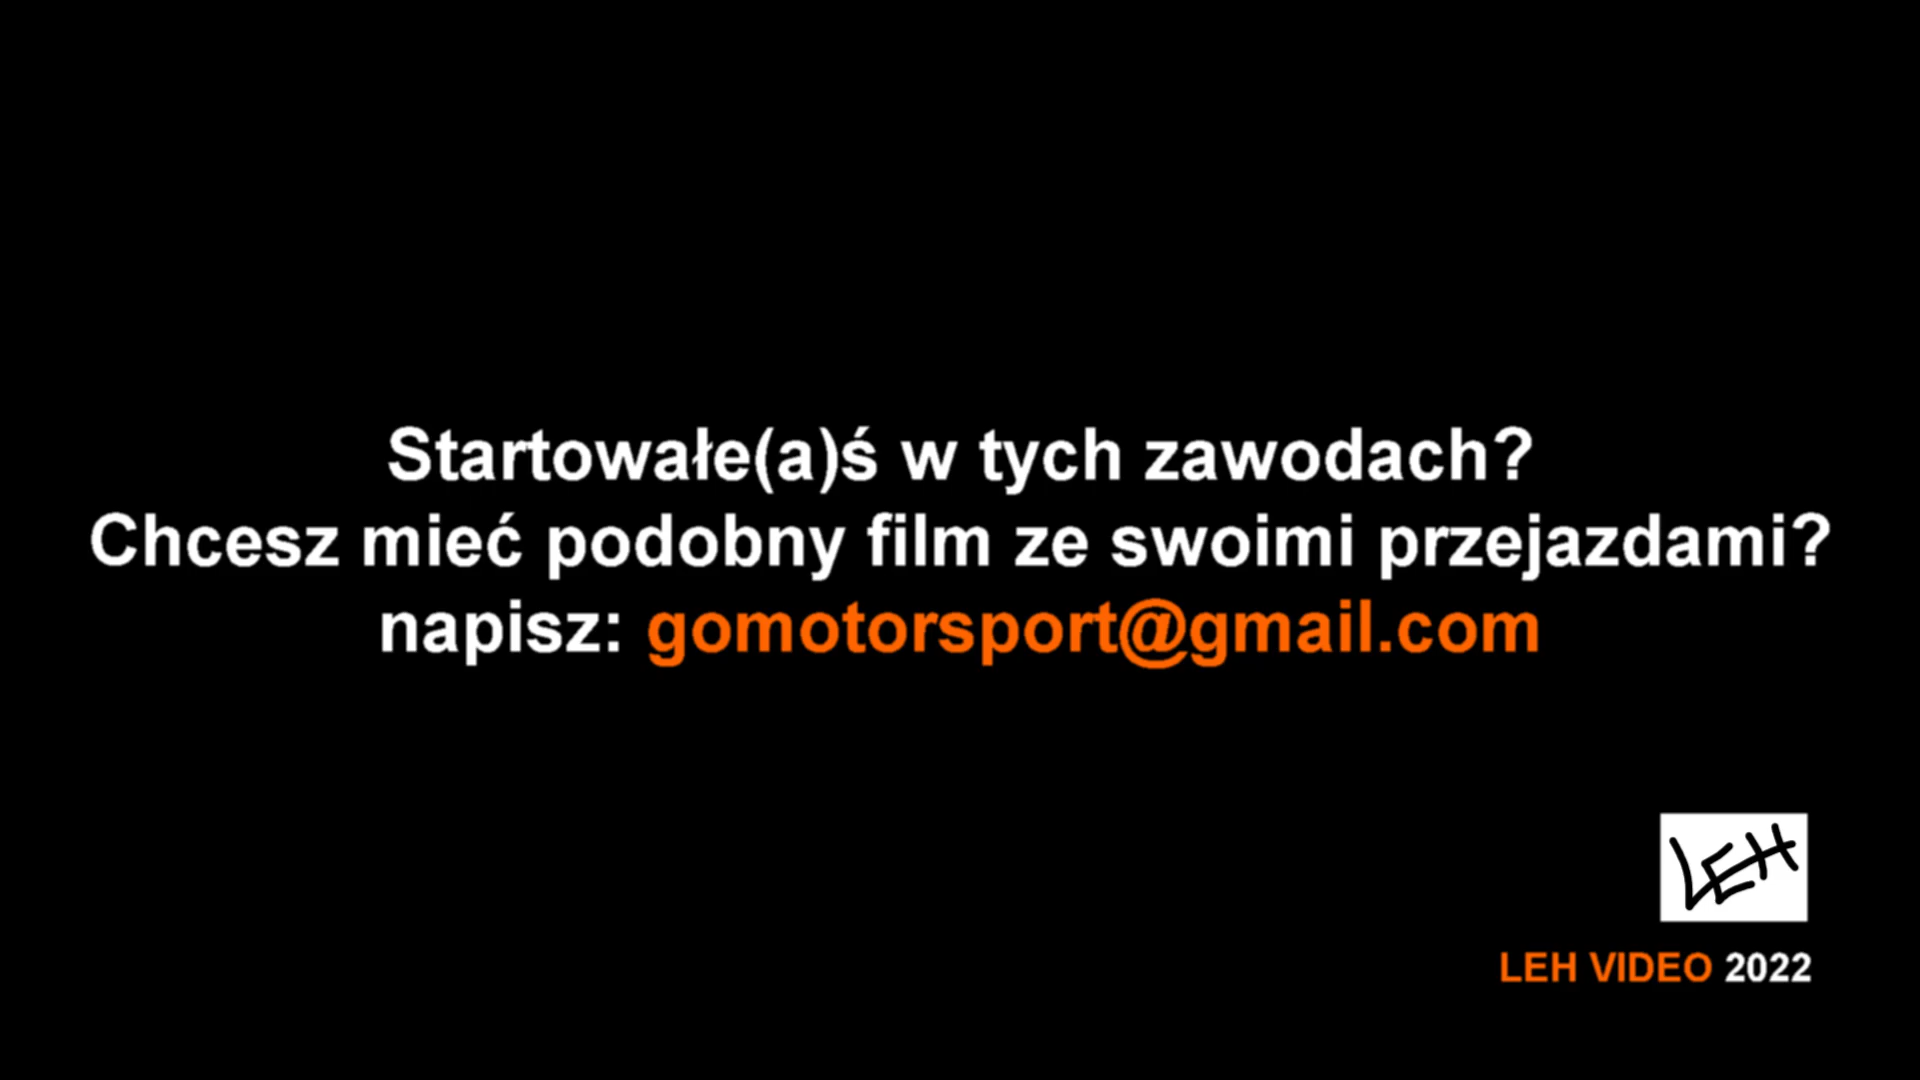 Startowałe(a)ś w tych zawodach?
Chcesz mieć podobny film ze swoimi przejazdami?
napisz: gomotorsport@gmail.com
LEH
LEH VIDEO 2022